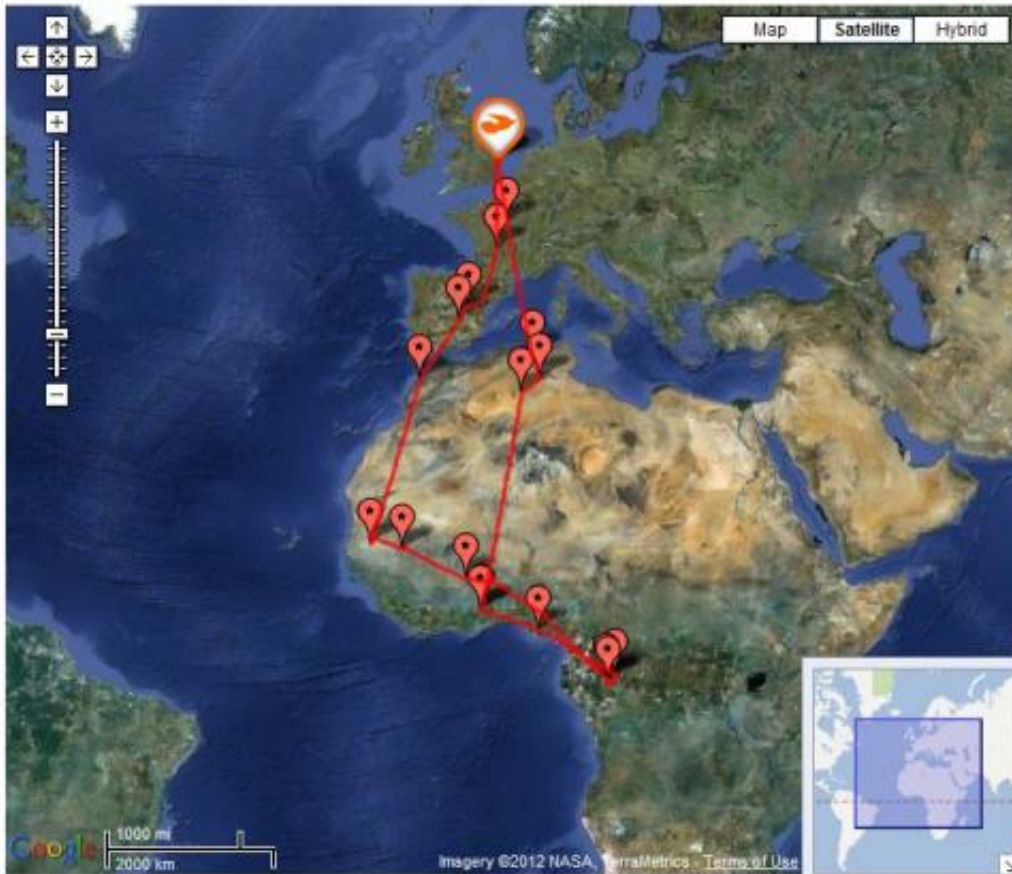 Map Satellite Hybrid
Google
1000 mi
2000 km
Imagery ©2012 NASA, TerraMetrics - Terms of Use